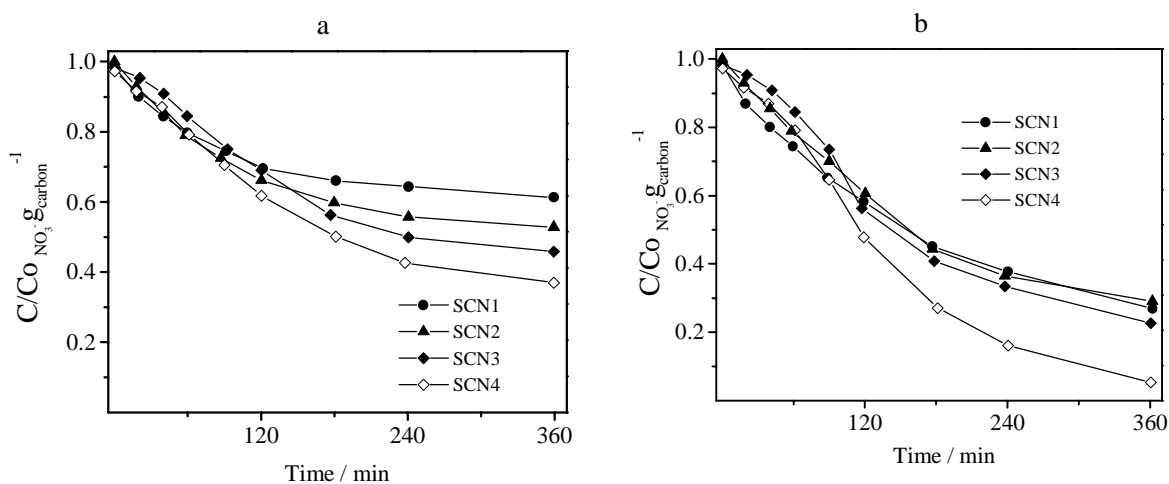 a
1.0
0.8
0.6
0.4
0.2
C/Co NO₃⁻ g carbon ⁻¹
SCN1
SCN2
SCN3
SCN4
120 240 360
Time / min
b
1.0
0.8
0.6
0.4
0.2
C/Co NO₃⁻ g carbon ⁻¹
SCN1
SCN2
SCN3
SCN4
120 240 360
Time / min